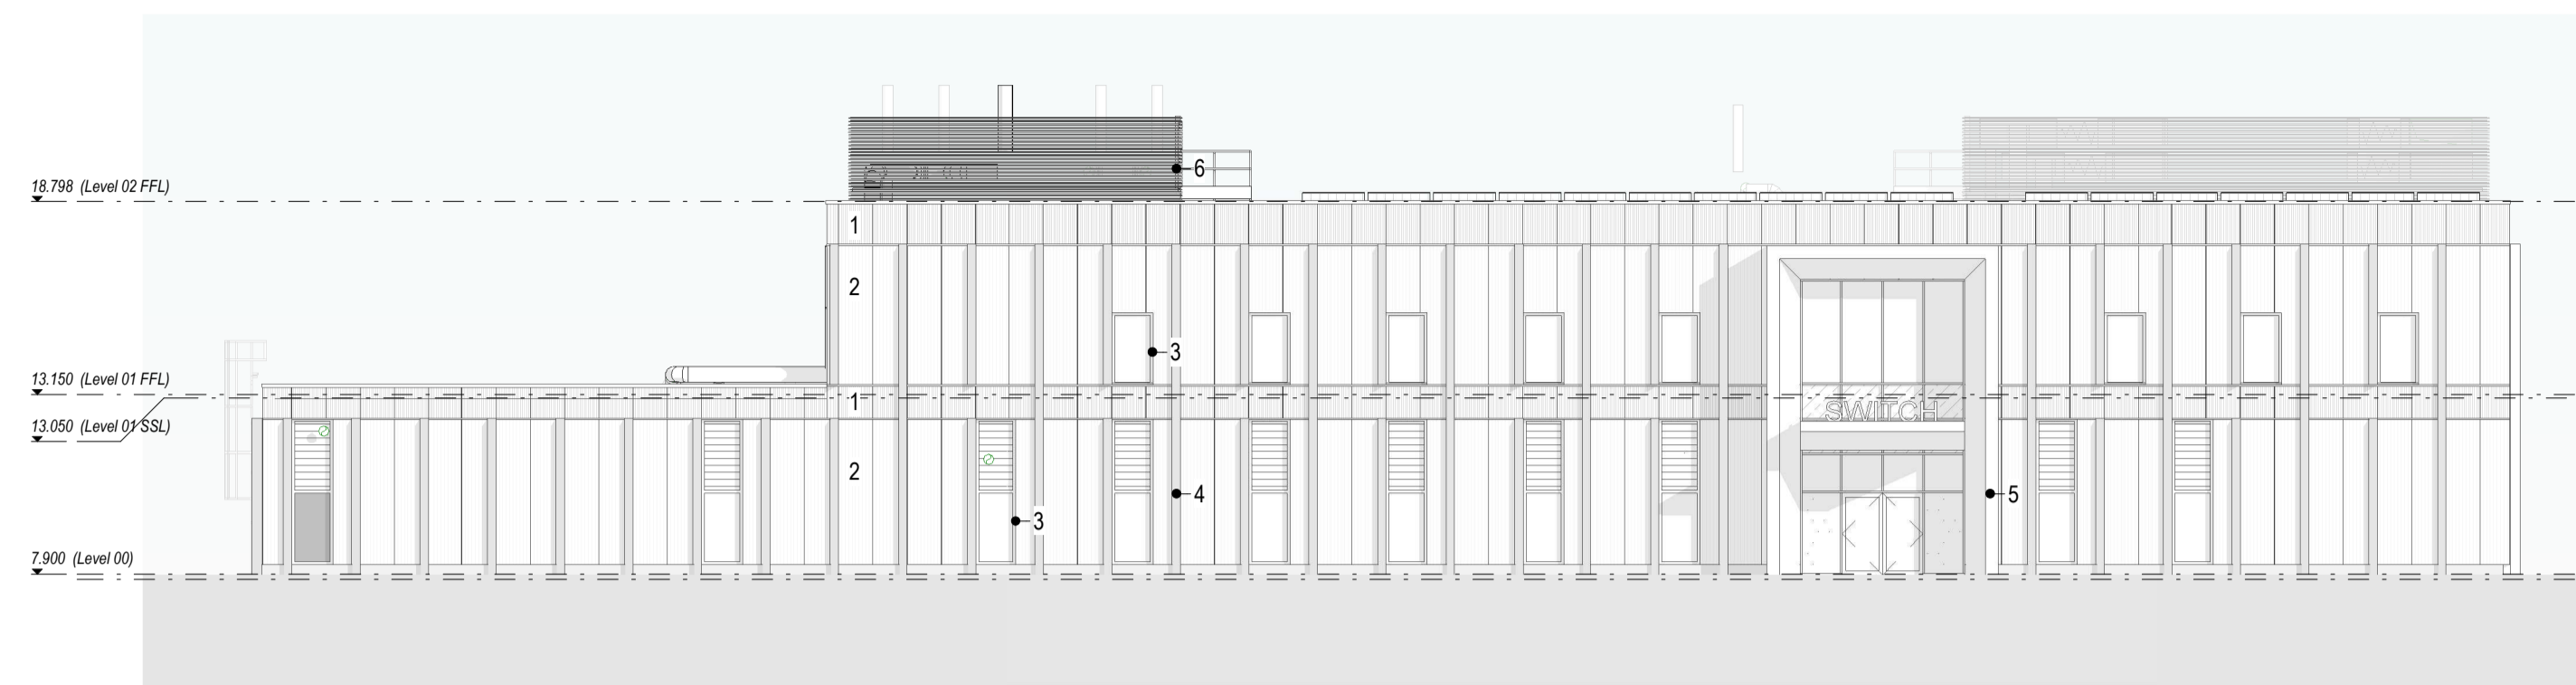 6
18.798 (Level 02 FFL)
1
2
3
13.150 (Level 01 FFL)
1
SWITCH
13.050 (Level 01 SSL)
2
4
5
3
7.900 (Level 00)